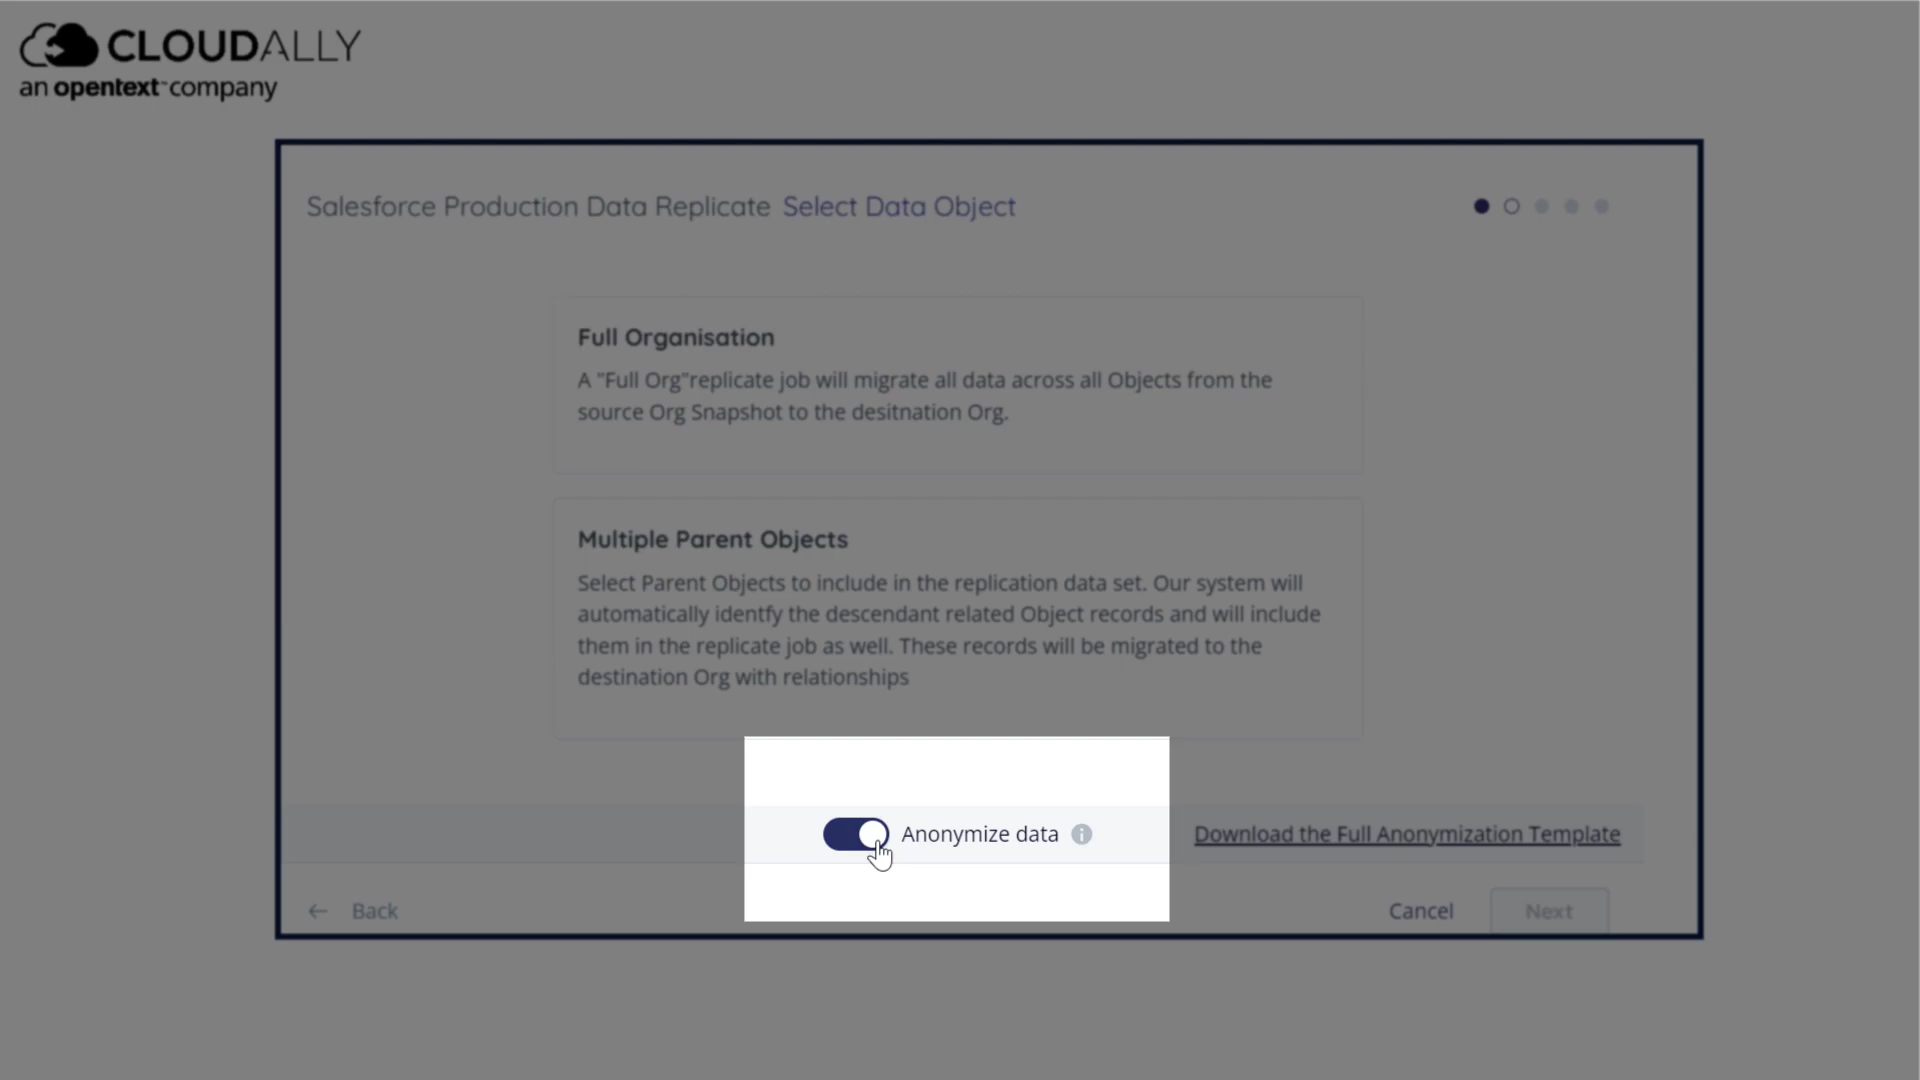 CLOUDALLY
an opentext™company
Salesforce Production Data Replicate Select Data Object
Full Organisation
A "Full Org"replicate job will migrate all data across all Objects from the
source Org Snapshot to the desitnation Org.
Multiple Parent Objects
Select Parent Objects to include in the replication data set. Our system will
automatically identfy the descendant related Object records and will include
them in the replicate job as well. These records will be migrated to the
destination Org with relationships
Anonymize data
Download the Full Anonymization Template
Back
Cancel
Next